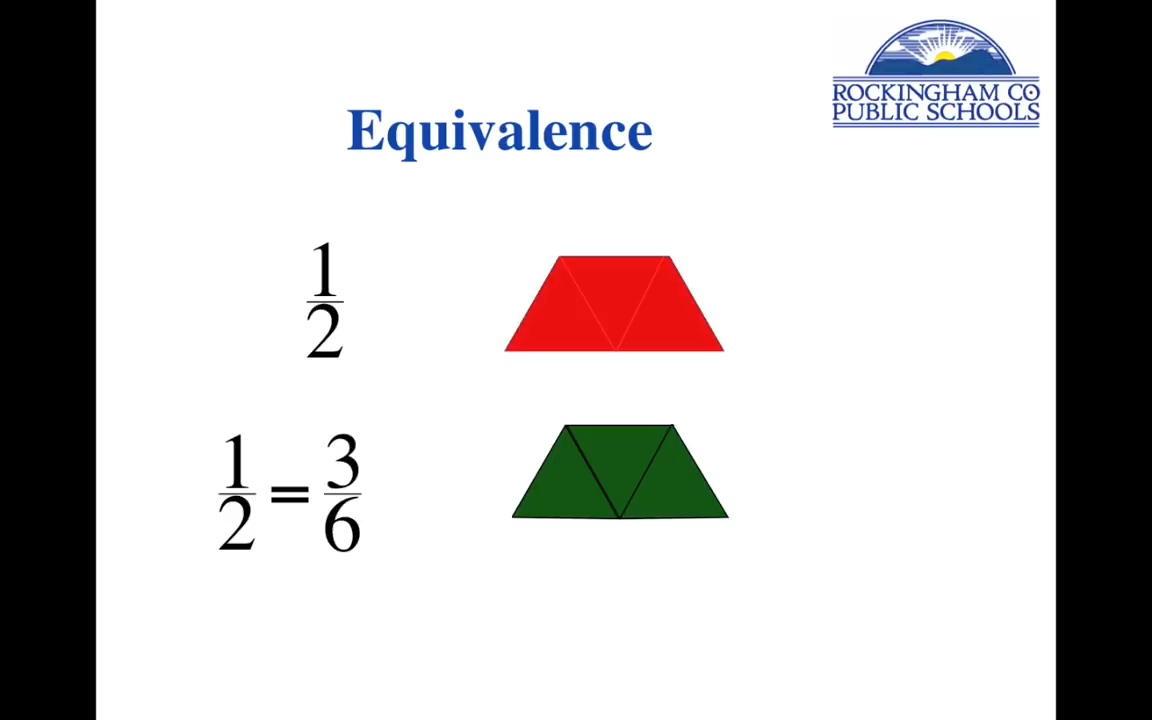 ROCKINGHAM CO
PUBLIC SCHOOLS
Equivalence
1/2
1/2 = 3/6